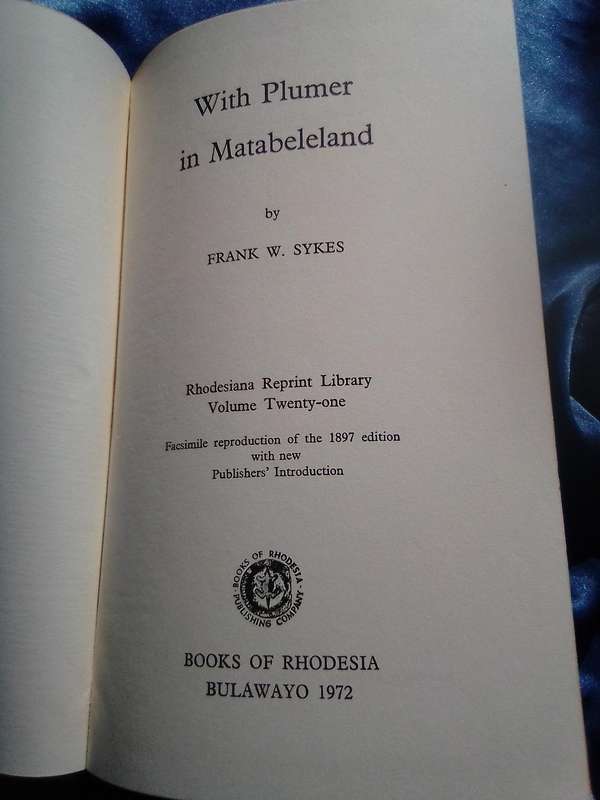 With Plumer
in Matabeleland
by
FRANK W. SYKES
Rhodesiana Reprint Library
Volume Twenty-one
Facsimile reproduction of the 1897 edition
with new
Publishers' Introduction
· BOOKS OF RHODESIA ·
PUBLISHING COMPANY
BOOKS OF RHODESIA
BULAWAYO 1972